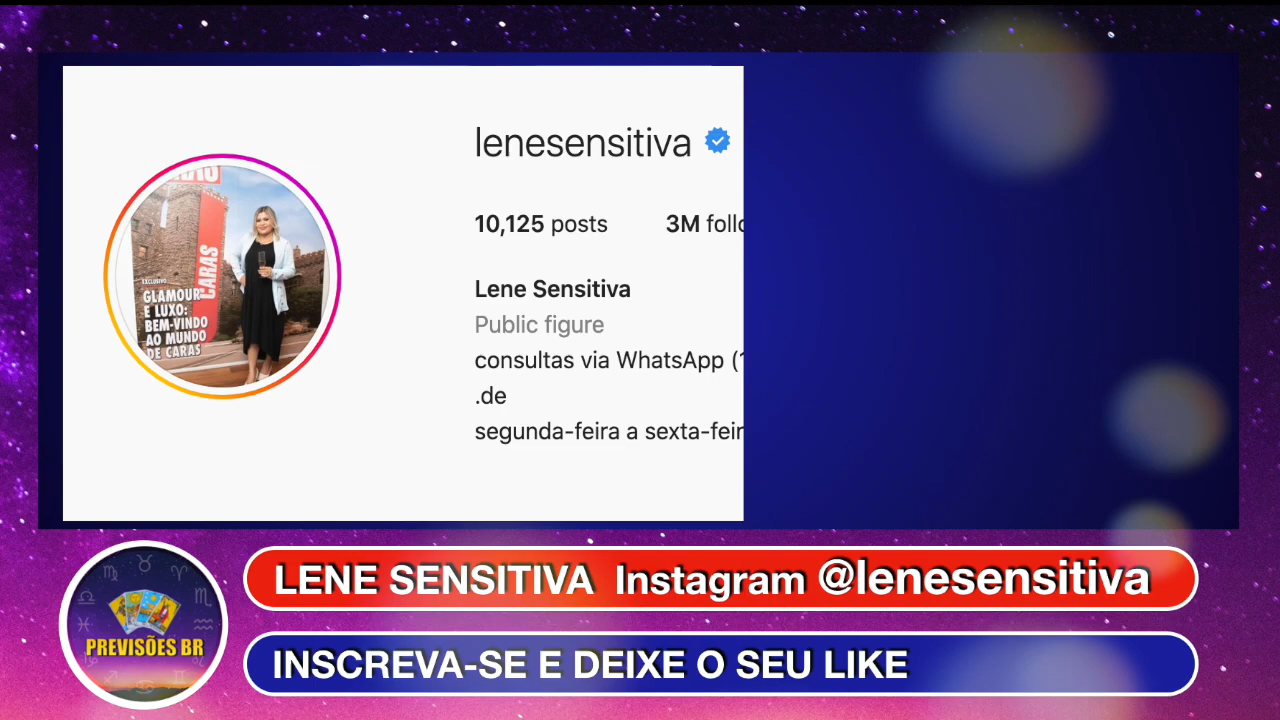 lenesensitiva
10,125 posts 3M follo
Lene Sensitiva
Public figure
consultas via WhatsApp (
.de
segunda-feira a sexta-feir
CARAS
EXCLUSIVO
GLAMOUR
E LUXO:
BEM-VINDO
AO MUNDO
DE CARAS
LENE SENSITIVA Instagram @lenesensitiva
PREVISÕES BR
INSCREVA-SE E DEIXE O SEU LIKE